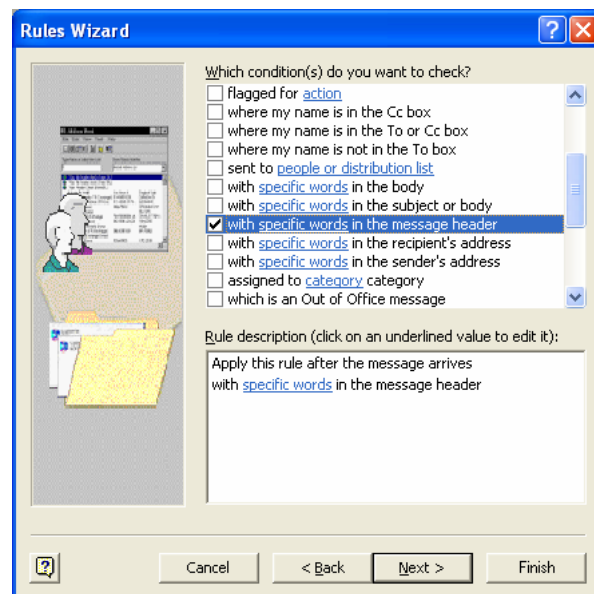 Rules Wizard
Which condition(s) do you want to check?
flagged for action
where my name is in the Cc box
where my name is in the To or Cc box
where my name is not in the To box
sent to people or distribution list
with specific words in the body
with specific words in the subject or body
with specific words in the message header
with specific words in the recipient's address
with specific words in the sender's address
assigned to category category
which is an Out of Office message
Rule description (click on an underlined value to edit it):
Apply this rule after the message arrives
with specific words in the message header
Cancel
< Back
Next >
Finish